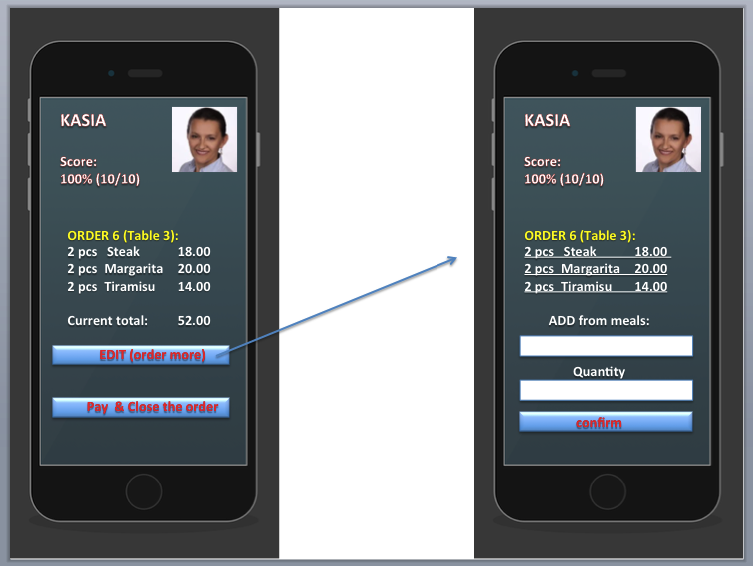 KASIA
Score:
100% (10/10)
ORDER 6 (Table 3):
2 pcs Steak 18.00
2 pcs Margarita 20.00
2 pcs Tiramisu 14.00
Current total: 52.00
EDIT (order more)
Pay & Close the order
KASIA
Score:
100% (10/10)
ORDER 6 (Table 3):
2 pcs Steak 18.00
2 pcs Margarita 20.00
2 pcs Tiramisu 14.00
ADD from meals:
Quantity
confirm